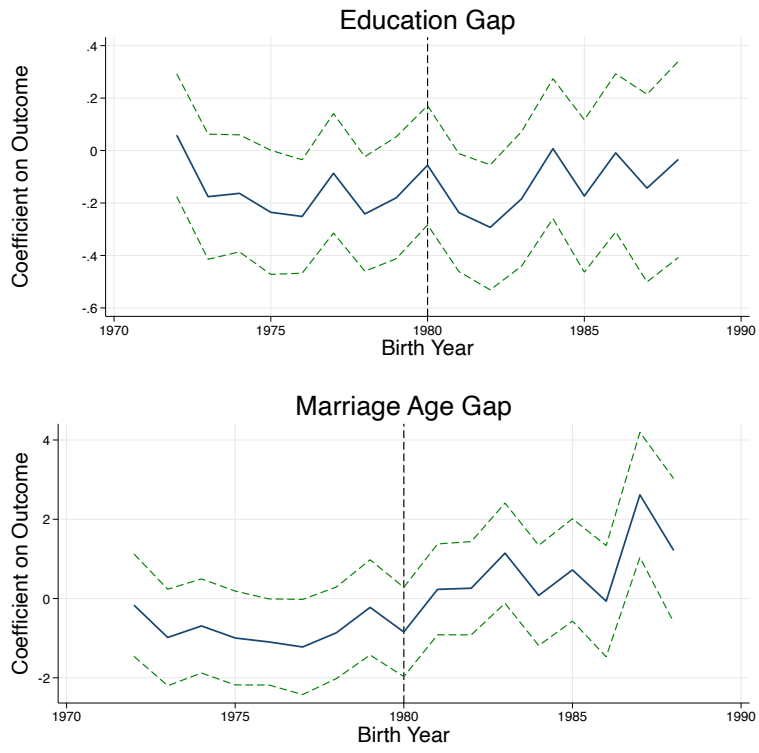 Education Gap
Coefficient on Outcome
.4
.2
0
-.2
-.4
-.6
1970 1975 1980 1985 1990
Birth Year
Marriage Age Gap
Coefficient on Outcome
4
2
0
-2
1970 1975 1980 1985 1990
Birth Year